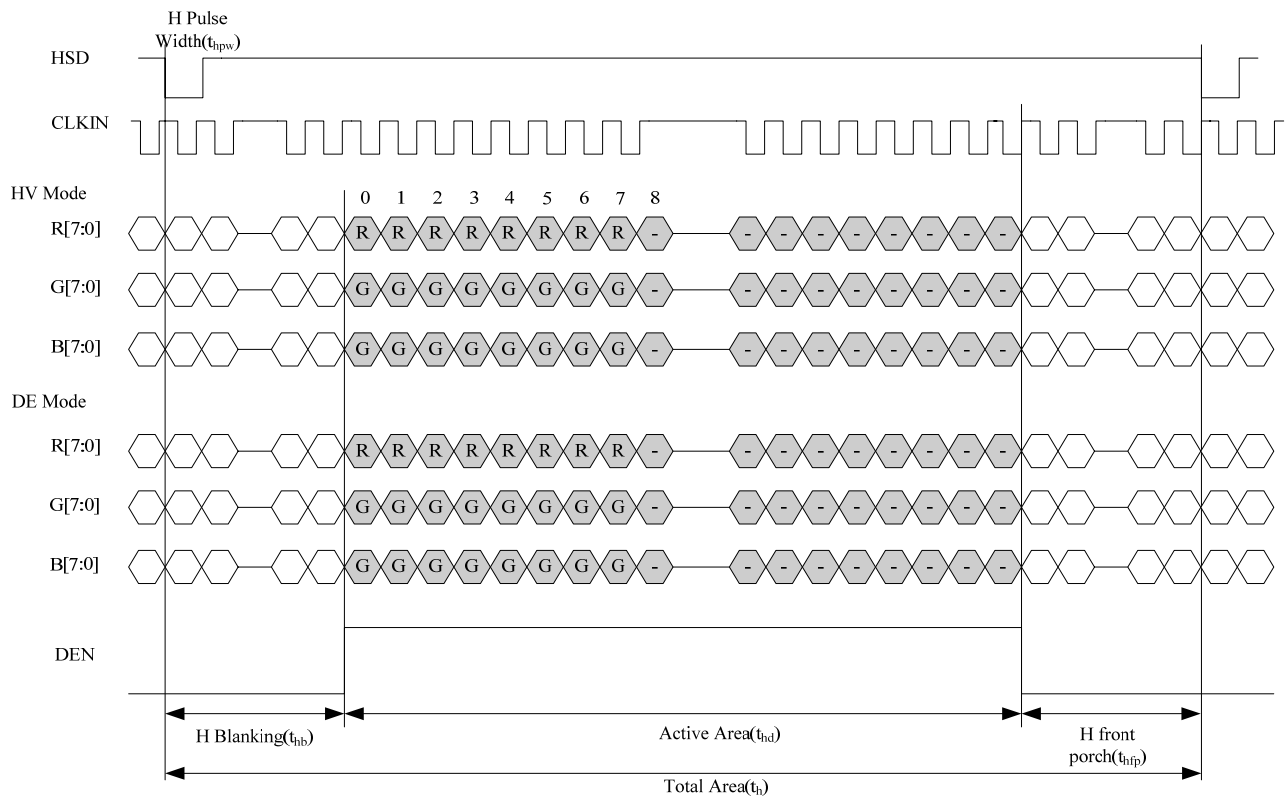 H Pulse
Width(thpw)
HSD
CLKIN
HV Mode
0 1 2 3 4 5 6 7 8
R[7:0]
R R R R R R R R - - - - - - - - -
G[7:0]
G G G G G G G G - - - - - - - - -
B[7:0]
G G G G G G G G - - - - - - - - -
DE Mode
R[7:0]
R R R R R R R R - - - - - - - - -
G[7:0]
G G G G G G G G - - - - - - - - -
B[7:0]
G G G G G G G G - - - - - - - - -
DEN
H Blanking(thb)
Active Area(thd)
H front
porch(thfp)
Total Area(th)